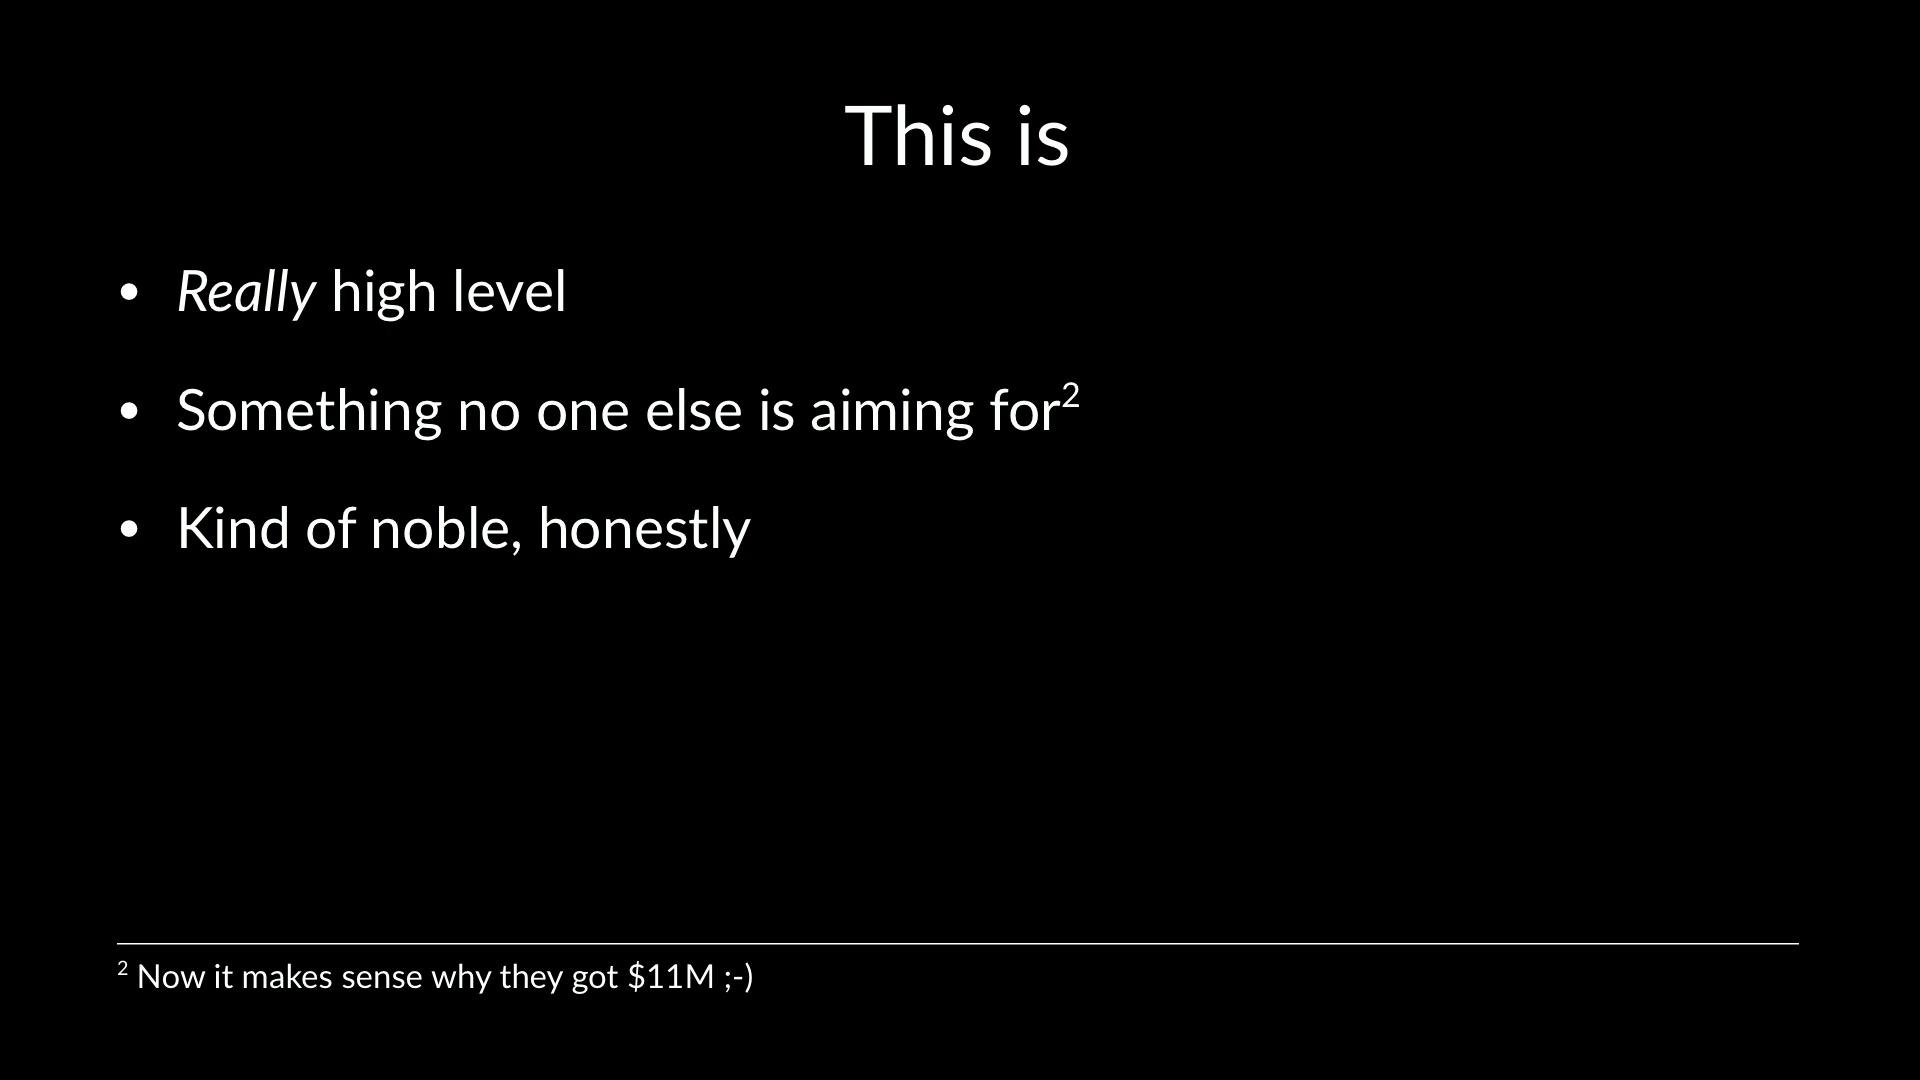 This is
• Really high level
• Something no one else is aiming for²
• Kind of noble, honestly
² Now it makes sense why they got $11M ;-)